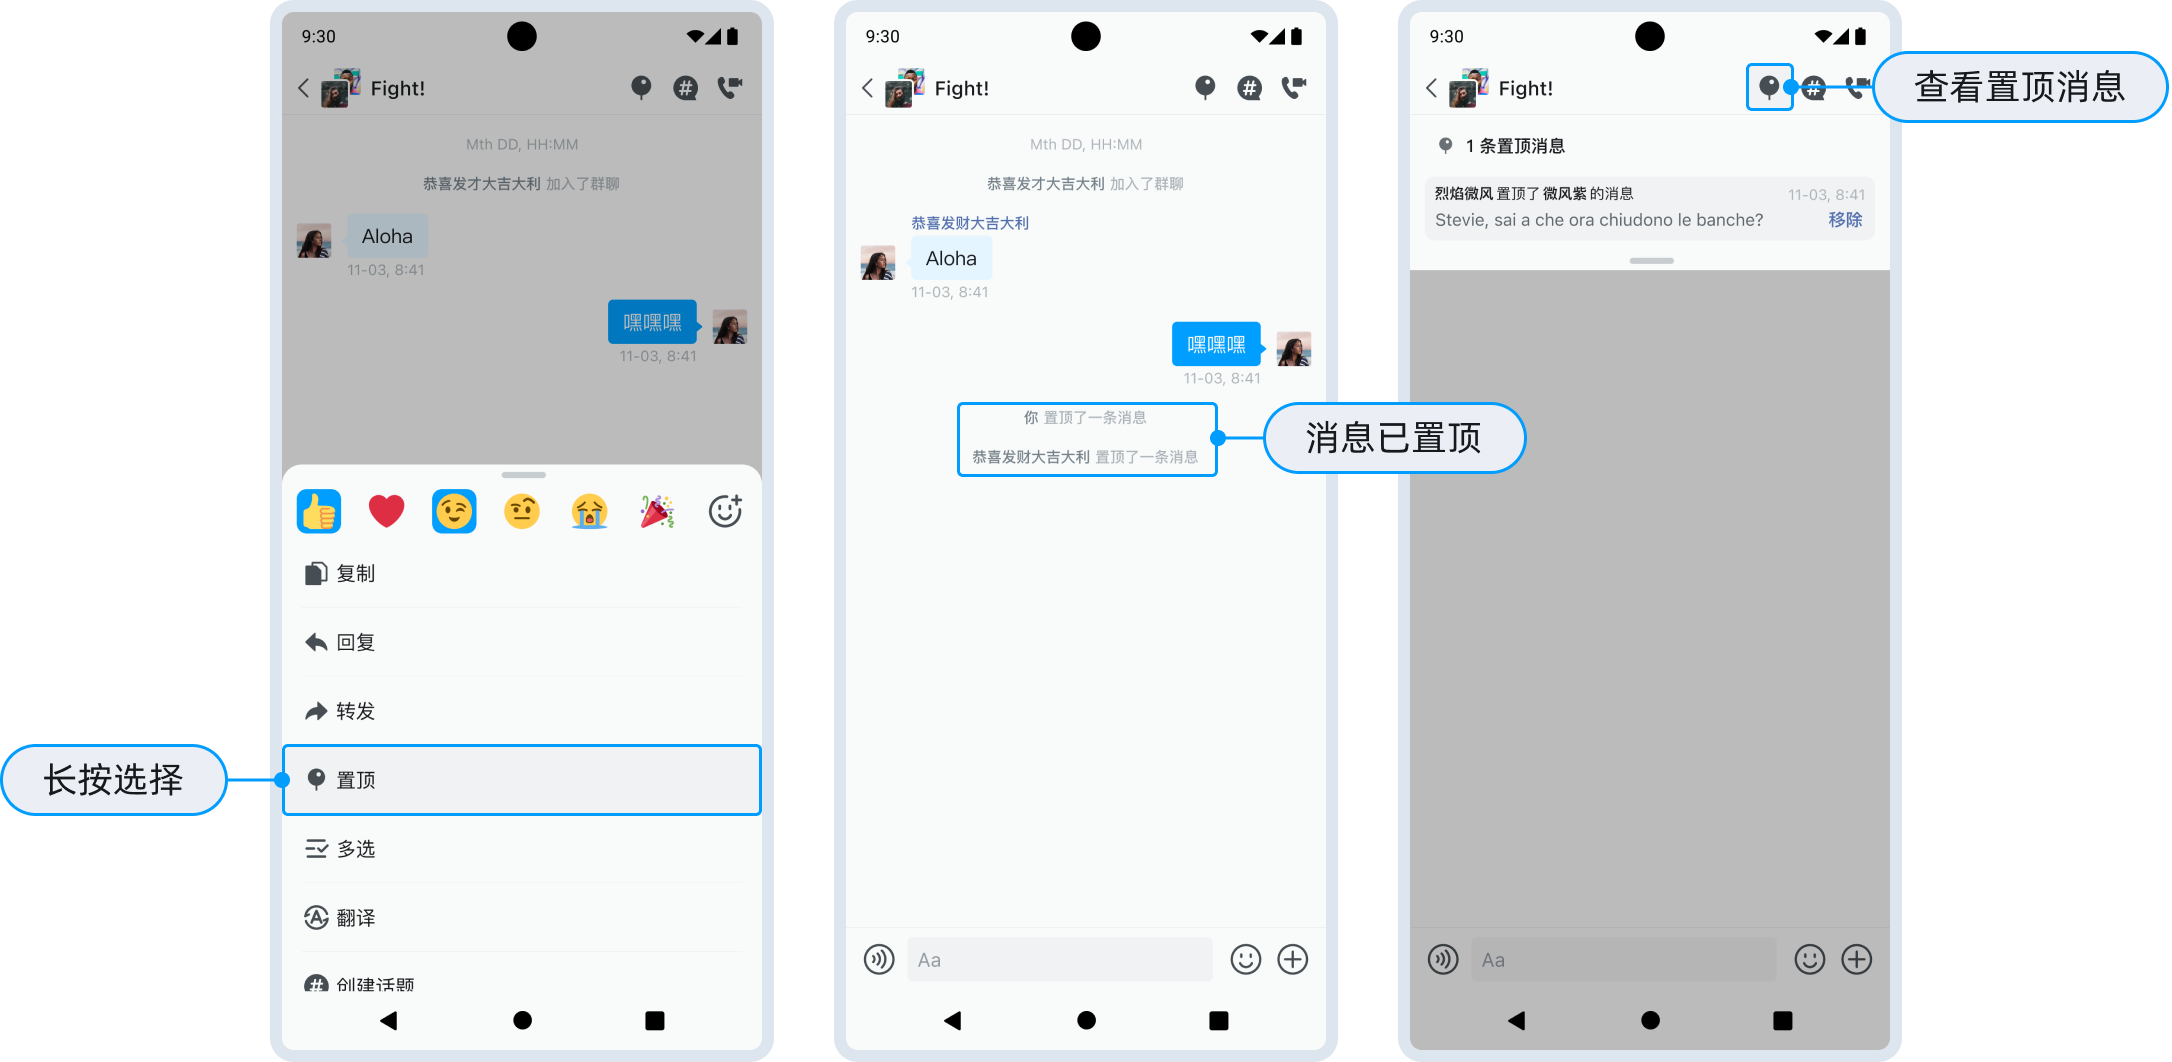 9:30
Fight!
Mth DD, HH:MM
恭喜发才大吉大利 加入了群聊
Aloha
11-03, 8:41
嘿嘿嘿
11-03, 8:41
复制
回复
转发
长按选择
置顶
多选
翻译
创建话题
9:30
Fight!
Mth DD, HH:MM
恭喜发才大吉大利 加入了群聊
恭喜发财大吉大利
Aloha
11-03, 8:41
嘿嘿嘿
11-03, 8:41
你 置顶了一条消息
恭喜发财大吉大利 置顶了一条消息
消息已置顶
Aa
9:30
Fight!
查看置顶消息
1 条置顶消息
烈焰微风 置顶了 微风紫 的消息
11-03, 8:41
Stevie, sai a che ora chiudono le banche?
移除
Aa